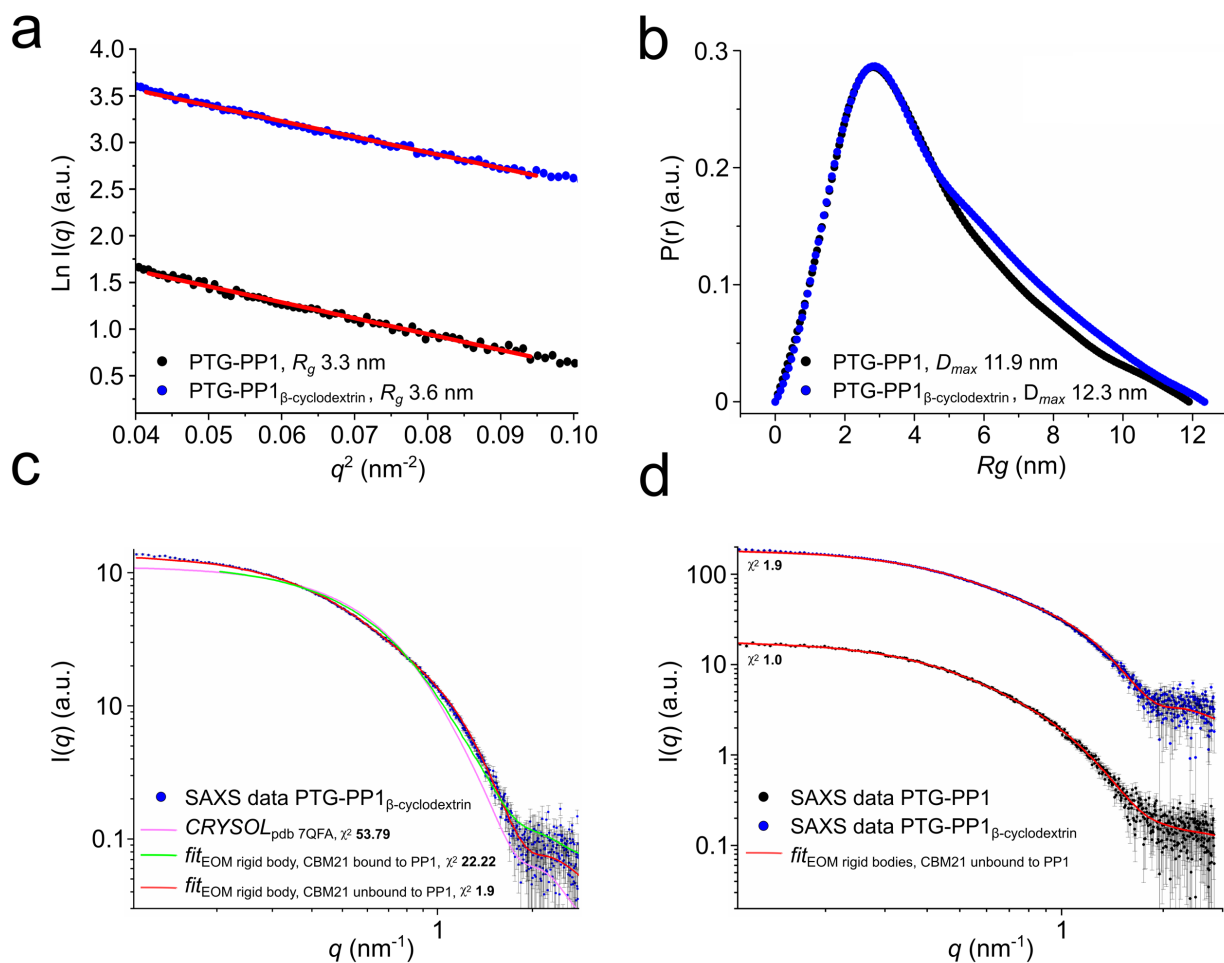 a
4.0
3.5
3.0
2.5
2.0
1.5
1.0
0.5
Ln I(q) (a.u.)
PTG-PP1, Rg 3.3 nm
PTG-PP1β-cyclodextrin, Rg 3.6 nm
0.04 0.05 0.06 0.07 0.08 0.09 0.10
q² (nm⁻²)
b
0.3
0.2
0.1
0
P(r) (a.u.)
PTG-PP1, Dmax 11.9 nm
PTG-PP1β-cyclodextrin, Dmax 12.3 nm
0 2 4 6 8 10 12
Rg (nm)
c
10
10
0.1
I(q) (a.u.)
SAXS data PTG-PP1β-cyclodextrin
CRYSOLpdb 7QFA, χ² 53.79
fitEOM rigid body, CBM21 bound to PP1, χ² 22.22
fitEOM rigid body, CBM21 unbound to PP1, χ² 1.9
1
q (nm⁻¹)
d
100
10
1
0.1
I(q) (a.u.)
χ² 1.9
χ² 1.0
SAXS data PTG-PP1
SAXS data PTG-PP1β-cyclodextrin
fitEOM rigid bodies, CBM21 unbound to PP1
1
q (nm⁻¹)